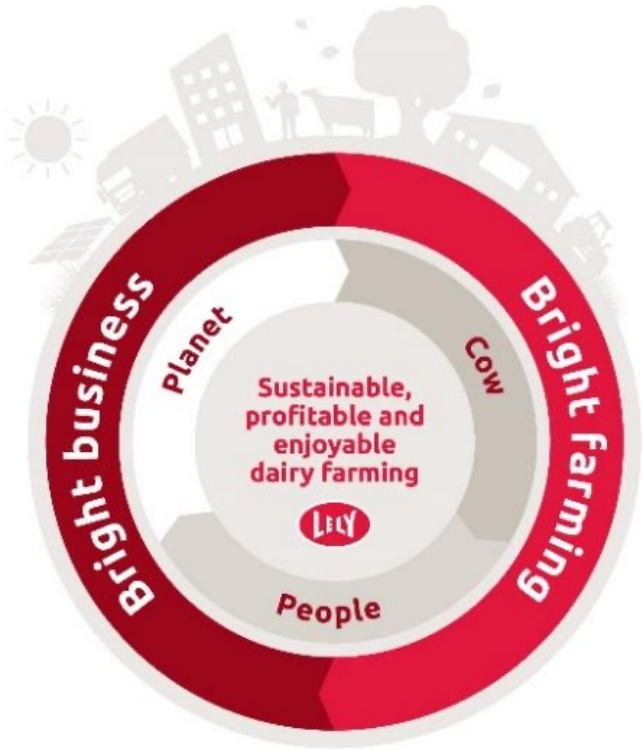 Bright business
Bright farming
Planet
Cow
People
Sustainable,
profitable and
enjoyable
dairy farming
LELY